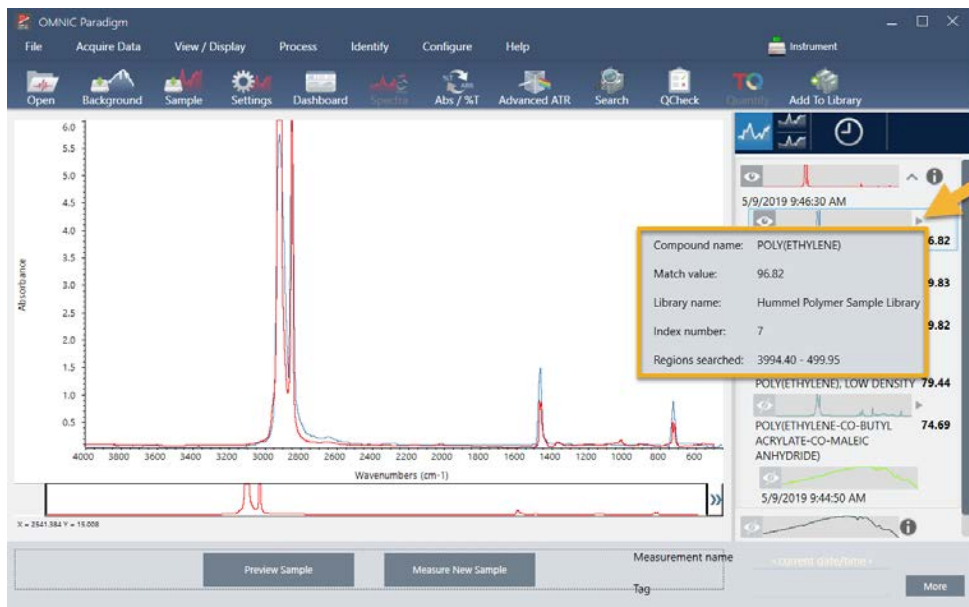 OMNIC Paradigm
File Acquire Data View / Display Process Identify Configure Help Instrument
Open Background Sample Settings Dashboard Spectra Abs / %T Advanced ATR Search QCheck Quantify Add To Library
6.0
5.5
5.0
4.5
4.0
3.5
3.0
2.5
2.0
1.5
1.0
0.5
Absorbance
4000 3800 3600 3400 3200 3000 2800 2600 2400 2200 2000 1800 1600 1400 1200 1000 800 600
Wavenumbers (cm-1)
X = 2541.384 Y = 15.008
5/9/2019 9:46:30 AM
6.82
Compound name: POLY(ETHYLENE)
Match value: 96.82
Library name: Hummel Polymer Sample Library
Index number: 7
Regions searched: 3994.40 - 499.95
9.83
9.82
POLY(ETHYLENE), LOW DENSITY 79.44
POLY(ETHYLENE-CO-BUTYL 74.69
ACRYLATE-CO-MALEIC
ANHYDRIDE)
5/9/2019 9:44:50 AM
Preview Sample Measure New Sample
Measurement name <current date/time>
Tag
More